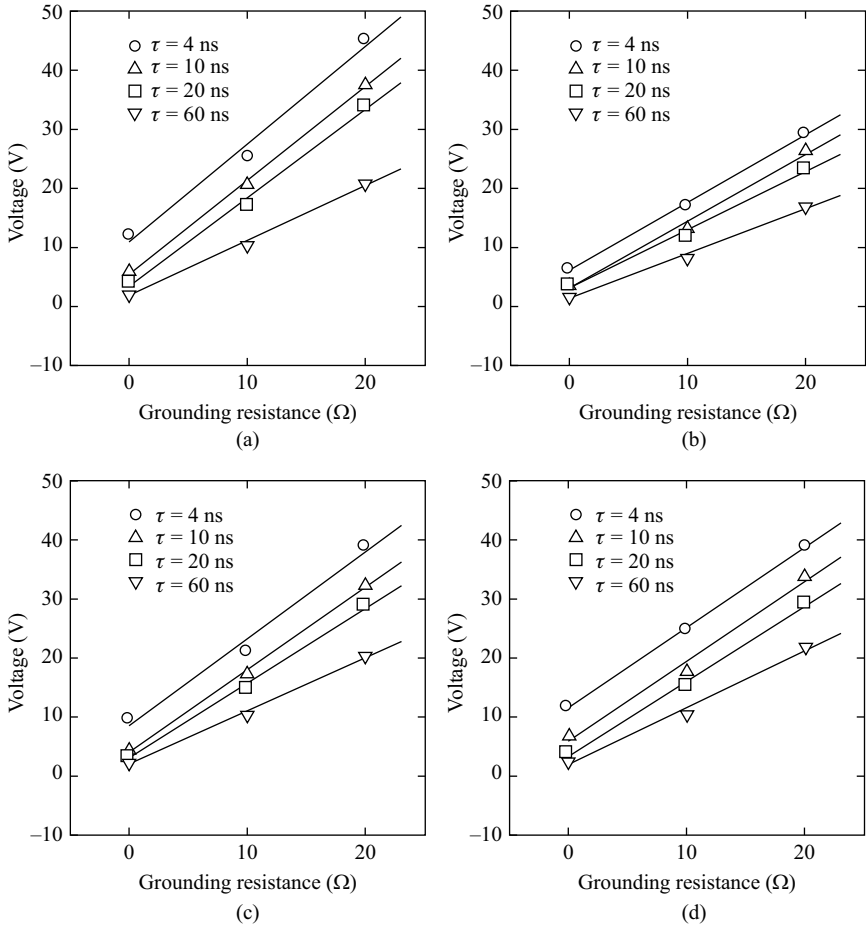 50
40
30
20
10
0
–10
Voltage (V)
τ = 4 ns
τ = 10 ns
τ = 20 ns
τ = 60 ns
0 10 20
Grounding resistance (Ω)
(a)
50
40
30
20
10
0
–10
Voltage (V)
τ = 4 ns
τ = 10 ns
τ = 20 ns
τ = 60 ns
0 10 20
Grounding resistance (Ω)
(b)
50
40
30
20
10
0
–10
Voltage (V)
τ = 4 ns
τ = 10 ns
τ = 20 ns
τ = 60 ns
0 10 20
Grounding resistance (Ω)
(c)
50
40
30
20
10
0
–10
Voltage (V)
τ = 4 ns
τ = 10 ns
τ = 20 ns
τ = 60 ns
0 10 20
Grounding resistance (Ω)
(d)